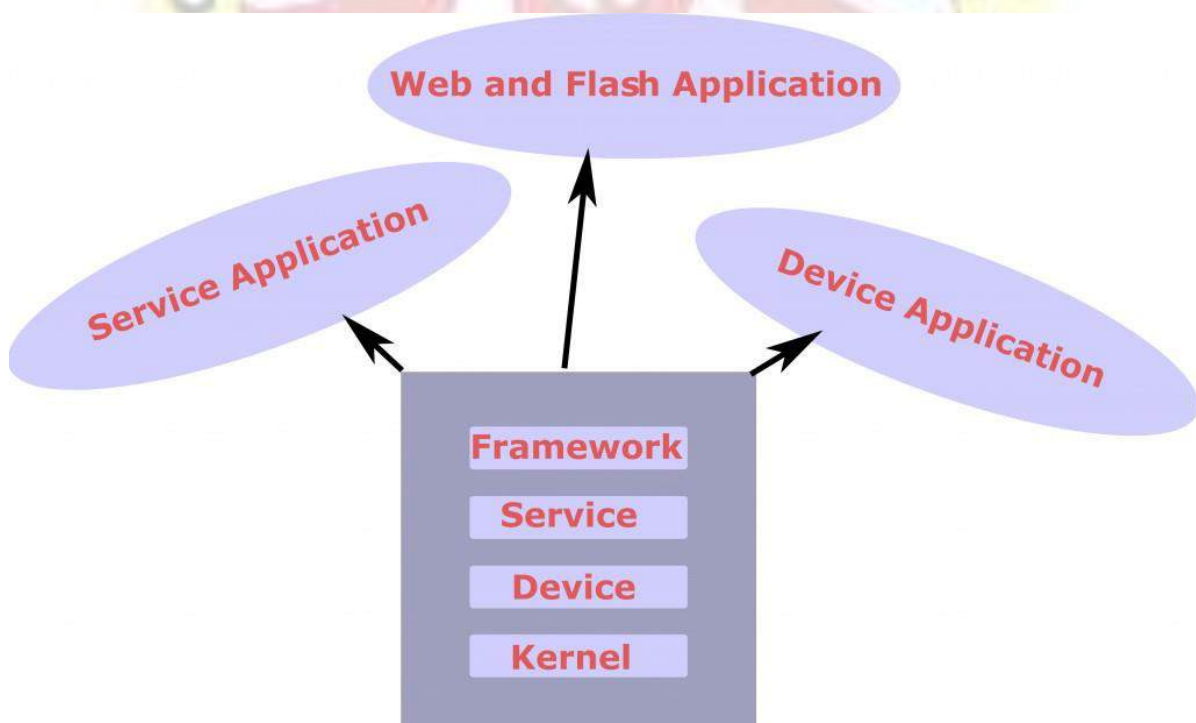 Web and Flash Application
Service Application
Device Application
Framework
Service
Device
Kernel